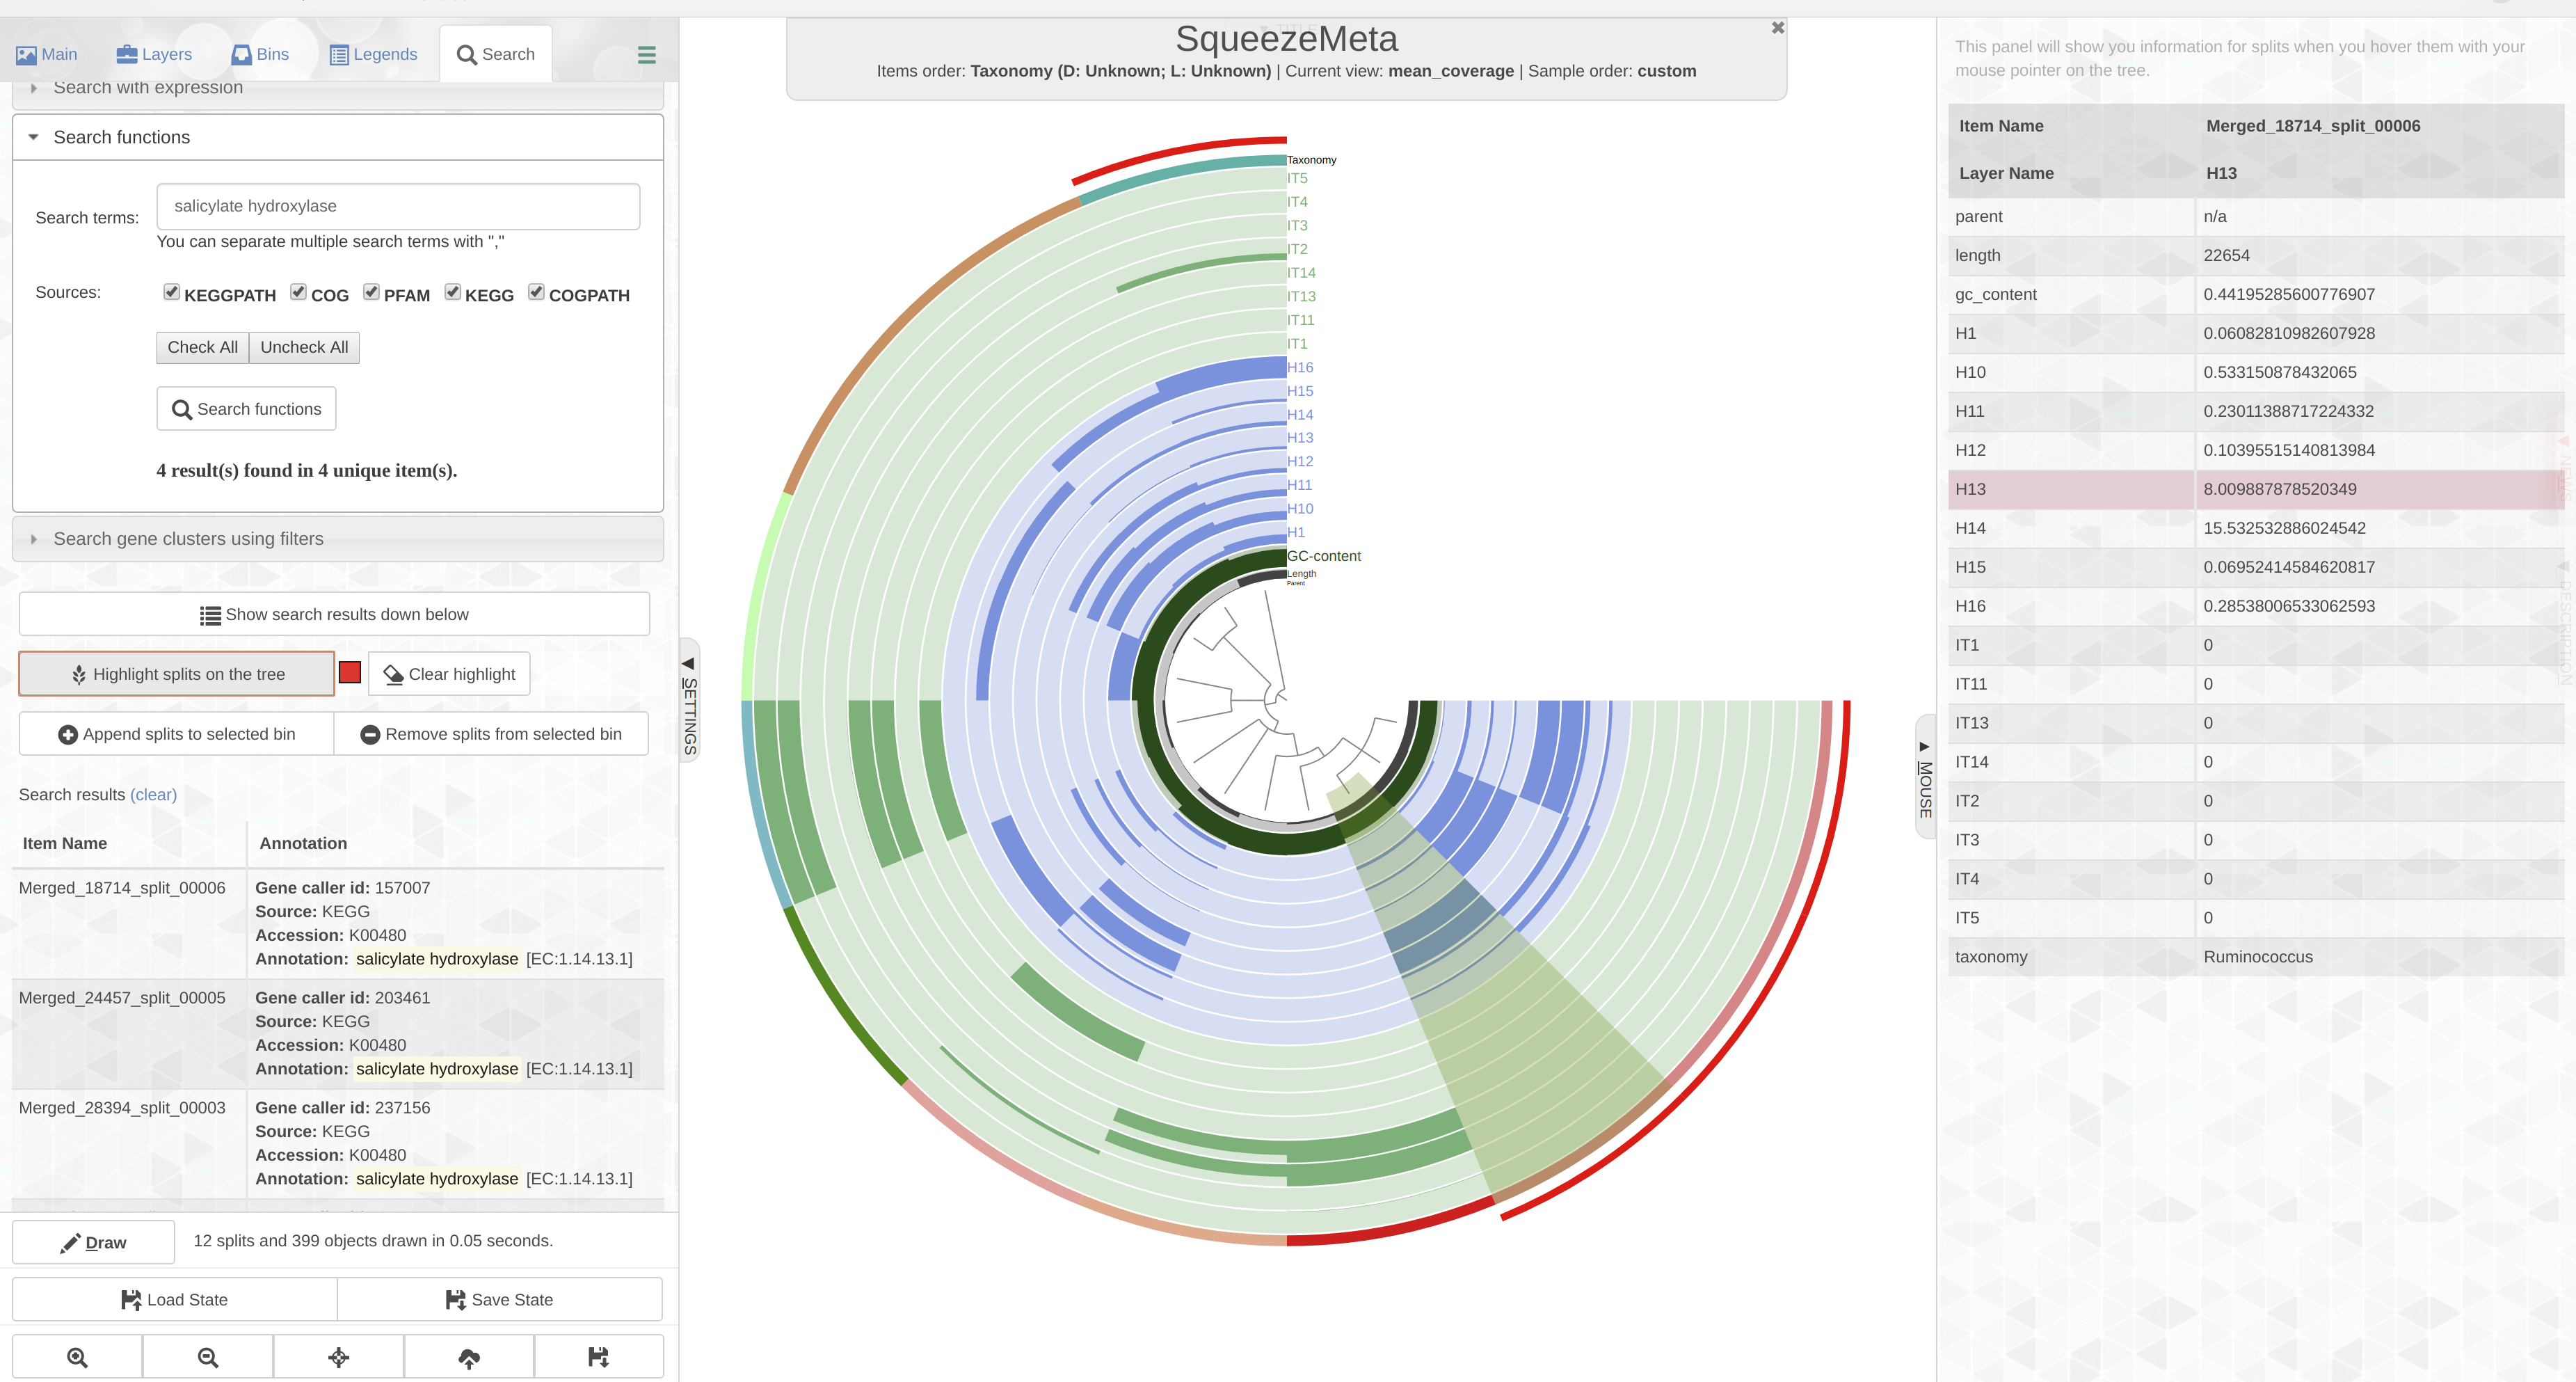 Main
Layers
Bins
Legends
Search
Search with expression
Search functions
Search terms:
salicylate hydroxylase
You can separate multiple search terms with ","
Sources:
KEGGPATH
COG
PFAM
KEGG
COGPATH
Check All
Uncheck All
Search functions
4 result(s) found in 4 unique item(s).
Search gene clusters using filters
Show search results down below
Highlight splits on the tree
Clear highlight
Append splits to selected bin
Remove splits from selected bin
Search results (clear)
Item Name
Annotation
Merged_18714_split_00006
Gene caller id: 157007
Source: KEGG
Accession: K00480
Annotation: salicylate hydroxylase [EC:1.14.13.1]
Merged_24457_split_00005
Gene caller id: 203461
Source: KEGG
Accession: K00480
Annotation: salicylate hydroxylase [EC:1.14.13.1]
Merged_28394_split_00003
Gene caller id: 237156
Source: KEGG
Accession: K00480
Annotation: salicylate hydroxylase [EC:1.14.13.1]
Draw
12 splits and 399 objects drawn in 0.05 seconds.
Load State
Save State
◀ SETTINGS
▼ TITLE
SqueezeMeta
Items order: Taxonomy (D: Unknown; L: Unknown) | Current view: mean_coverage | Sample order: custom
Taxonomy
IT5
IT4
IT3
IT2
IT14
IT13
IT11
IT1
H16
H15
H14
H13
H12
H11
H10
H1
GC-content
Length
Parent
▶ MOUSE
This panel will show you information for splits when you hover them with your
mouse pointer on the tree.
Item Name Merged_18714_split_00006
Layer Name H13
parent n/a
length 22654
gc_content 0.44195285600776907
H1 0.06082810982607928
H10 0.533150878432065
H11 0.23011388717224332
H12 0.10395515140813984
H13 8.009887878520349
H14 15.532532886024542
H15 0.06952414584620817
H16 0.28538006533062593
IT1 0
IT11 0
IT13 0
IT14 0
IT2 0
IT3 0
IT4 0
IT5 0
taxonomy Ruminococcus
NEWS
DESCRIPTION